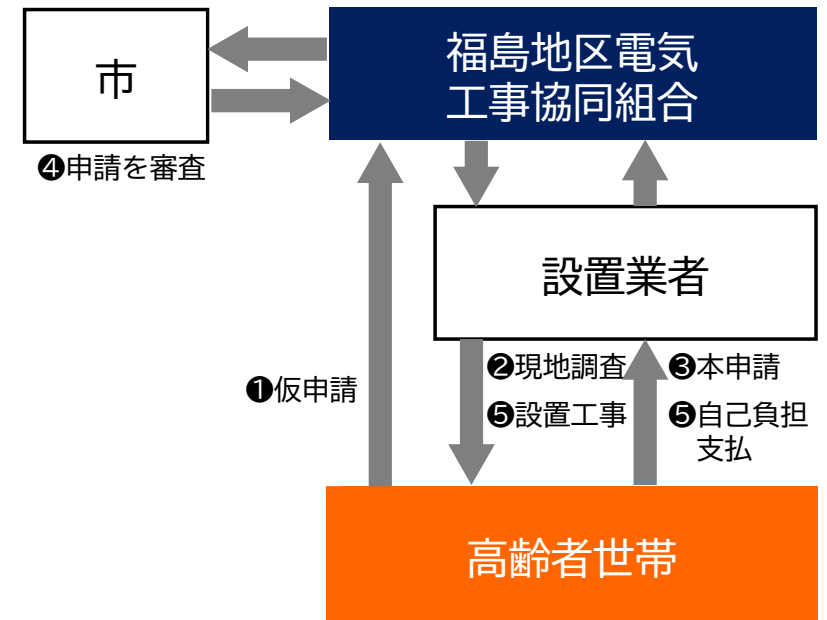 市
福島地区電気
工事協同組合
❹申請を審査
設置業者
❶仮申請
❷現地調査
❺設置工事
❸本申請
❺自己負担
支払
高齢者世帯